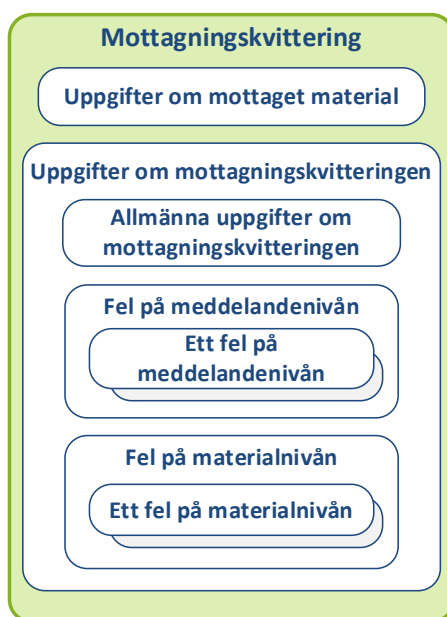 Mottagningskvittering
Uppgifter om mottaget material
Uppgifter om mottagningskvitteringen
Allmänna uppgifter om
mottagningskvitteringen
Fel på meddelandenivån
Ett fel på
meddelandenivån
Fel på materialnivån
Ett fel på materialnivån